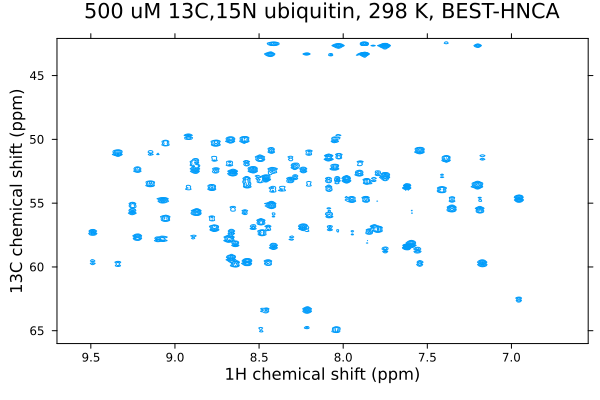 500 uM 13C,15N ubiquitin, 298 K, BEST-HNCA
45
50
55
60
65
13C chemical shift (ppm)
9.5 9.0 8.5 8.0 7.5 7.0
1H chemical shift (ppm)